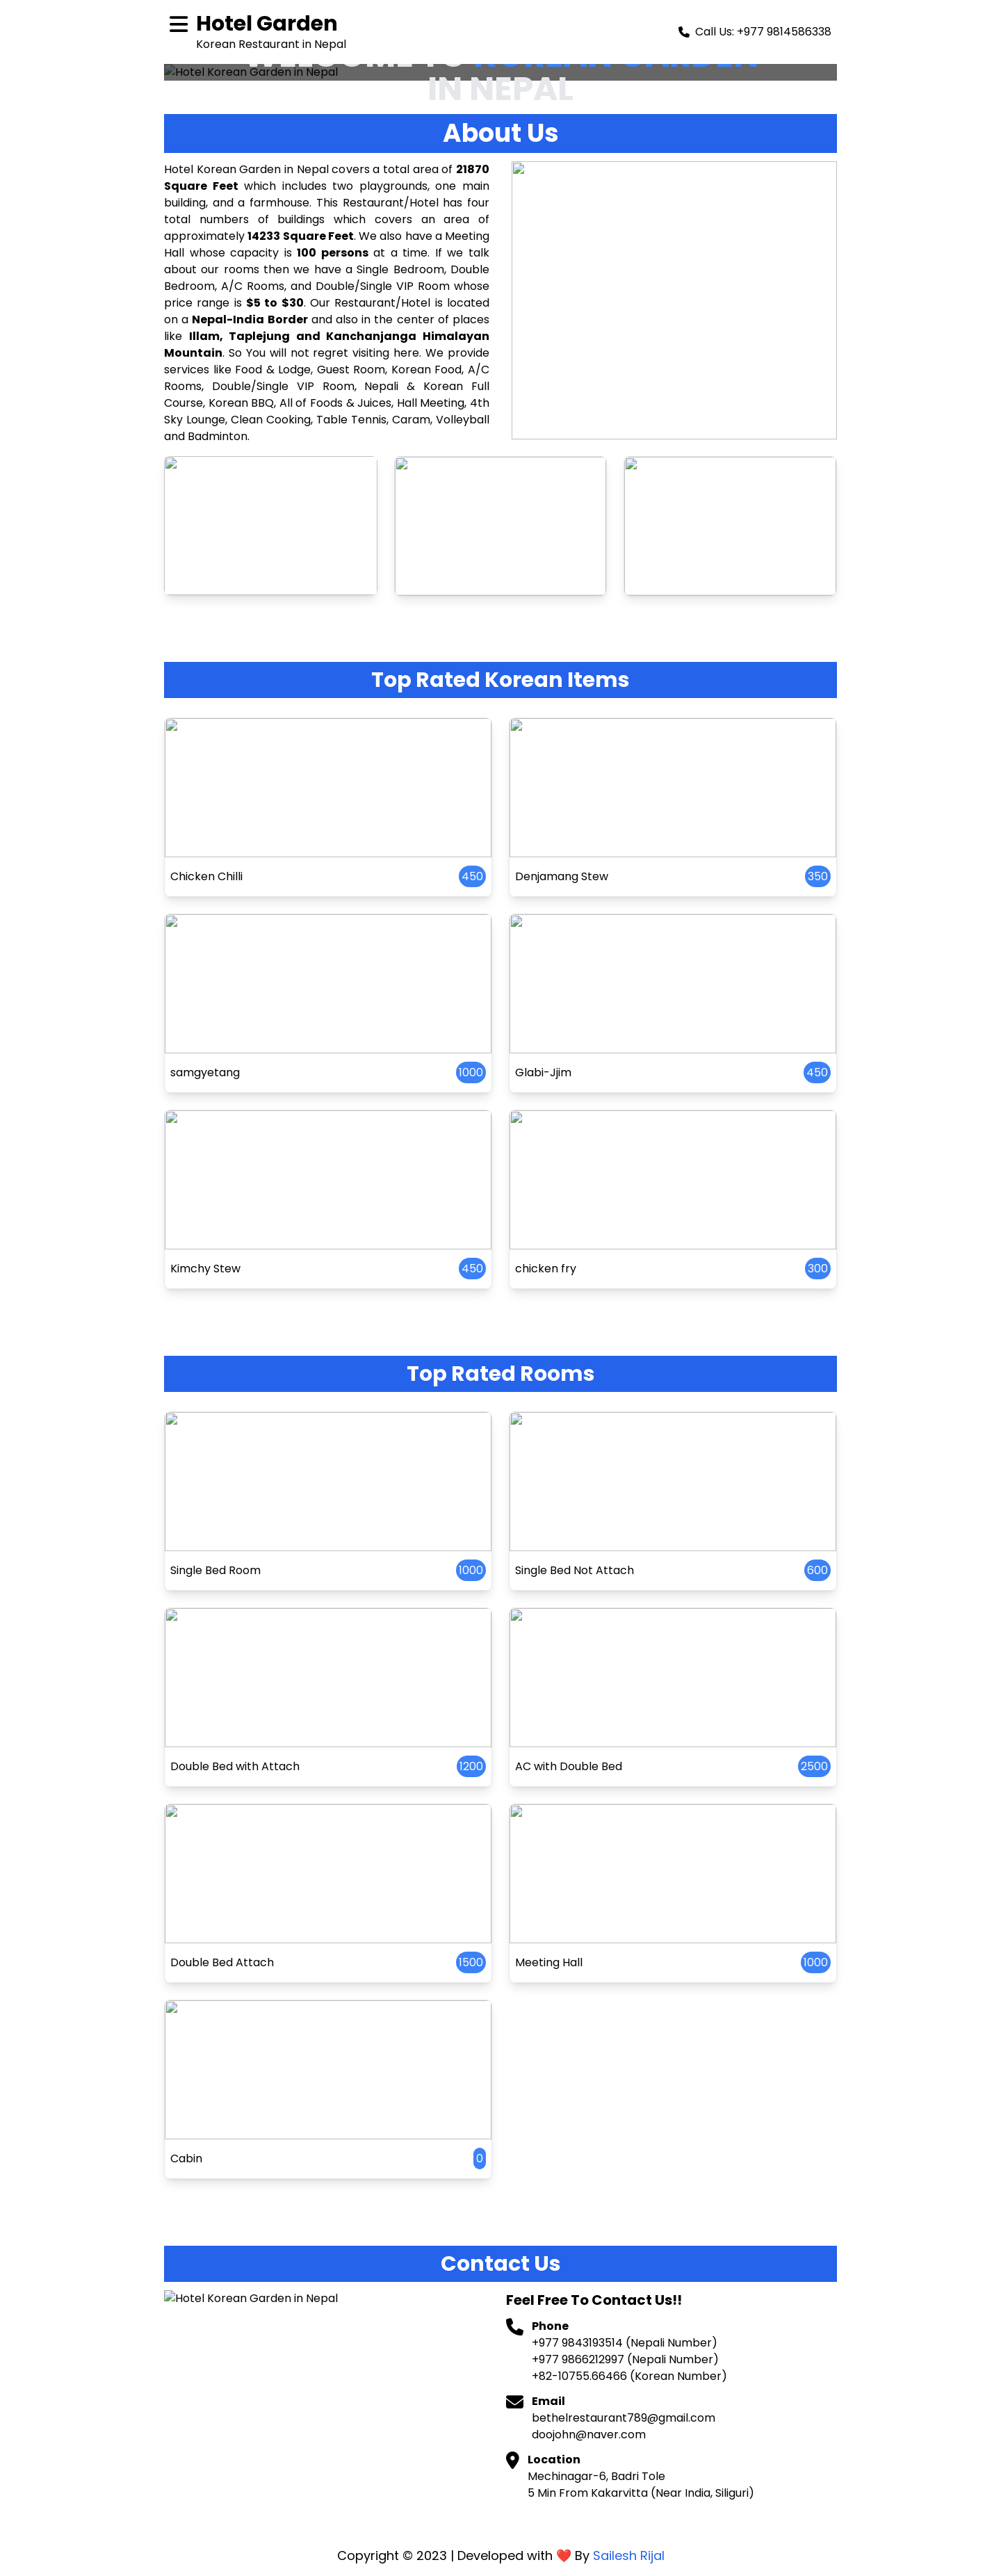 Hotel Garden
Korean Restaurant in Nepal
Call Us: +977 9814586338
WELCOME TO KOREAN GARDEN
Hotel Korean Garden in Nepal
IN NEPAL
About Us
Hotel Korean Garden in Nepal covers a total area of 21870
Square Feet which includes two playgrounds, one main
building, and a farmhouse. This Restaurant/Hotel has four
total numbers of buildings which covers an area of
approximately 14233 Square Feet. We also have a Meeting
Hall whose capacity is 100 persons at a time. If we talk
about our rooms then we have a Single Bedroom, Double
Bedroom, A/C Rooms, and Double/Single VIP Room whose
price range is $5 to $30. Our Restaurant/Hotel is located
on a Nepal-India Border and also in the center of places
like Illam, Taplejung and Kanchanjanga Himalayan
Mountain. So You will not regret visiting here. We provide
services like Food & Lodge, Guest Room, Korean Food, A/C
Rooms, Double/Single VIP Room, Nepali & Korean Full
Course, Korean BBQ, All of Foods & Juices, Hall Meeting, 4th
Sky Lounge, Clean Cooking, Table Tennis, Caram, Volleyball
and Badminton.
Top Rated Korean Items
Chicken Chilli 450
Denjamang Stew 350
samgyetang 1000
Glabi-Jjim 450
Kimchy Stew 450
chicken fry 300
Top Rated Rooms
Single Bed Room 1000
Single Bed Not Attach 600
Double Bed with Attach 1200
AC with Double Bed 2500
Double Bed Attach 1500
Meeting Hall 1000
Cabin 0
Contact Us
Hotel Korean Garden in Nepal
Feel Free To Contact Us!!
Phone
+977 9843193514 (Nepali Number)
+977 9866212997 (Nepali Number)
+82-10755.66466 (Korean Number)
Email
bethelrestaurant789@gmail.com
doojohn@naver.com
Location
Mechinagar-6, Badri Tole
5 Min From Kakarvitta (Near India, Siliguri)
Copyright © 2023 | Developed with ❤️ By Sailesh Rijal